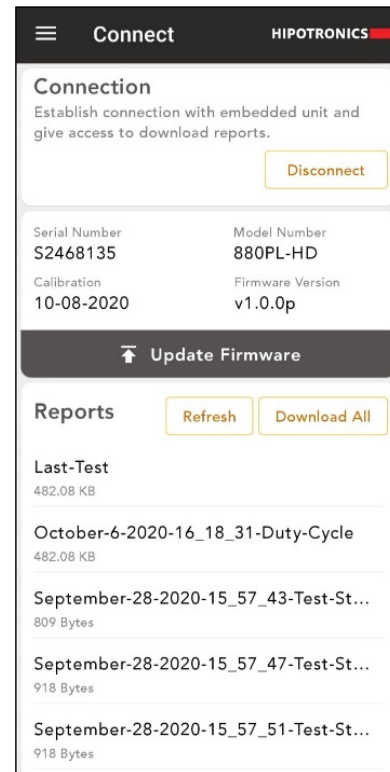 Connect HIPOTRONICS
Connection
Establish connection with embedded unit and
give access to download reports.
Disconnect
Serial Number Model Number
S2468135 880PL-HD
Calibration Firmware Version
10-08-2020 v1.0.0p
Update Firmware
Reports Refresh Download All
Last-Test
482.08 KB
October-6-2020-16_18_31-Duty-Cycle
482.08 KB
September-28-2020-15_57_43-Test-St...
809 Bytes
September-28-2020-15_57_47-Test-St...
918 Bytes
September-28-2020-15_57_51-Test-St...
918 Bytes